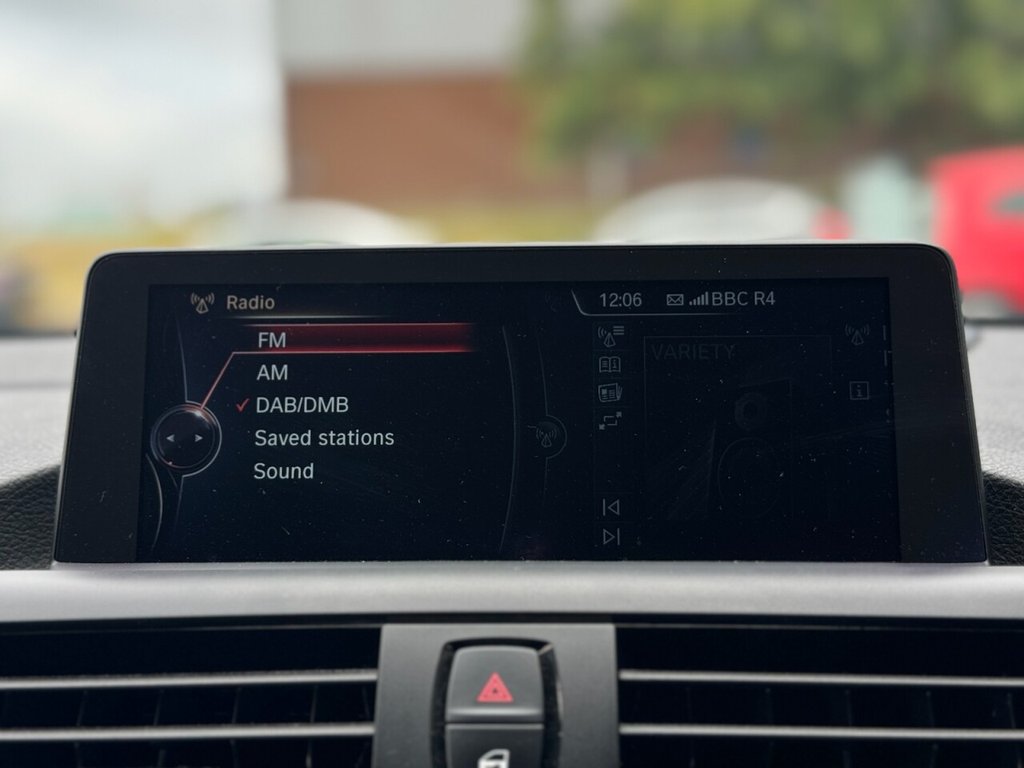 Radio
12:06 BBC R4
FM
AM
DAB/DMB
Saved stations
Sound
VARIETY